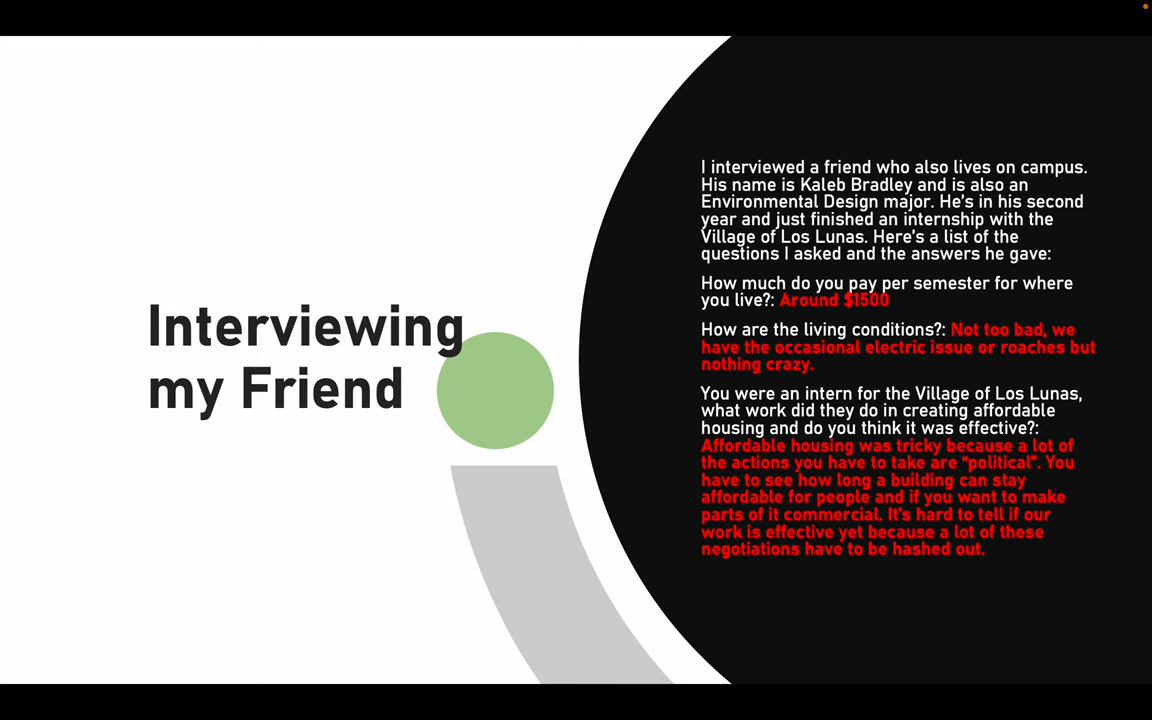 Interviewing
my Friend
I interviewed a friend who also lives on campus.
His name is Kaleb Bradley and is also an
Environmental Design major. He's in his second
year and just finished an internship with the
Village of Los Lunas. Here's a list of the
questions I asked and the answers he gave:
How much do you pay per semester for where
you live?: Around $1500
How are the living conditions?: Not too bad, we
have the occasional electric issue or roaches but
nothing crazy.
You were an intern for the Village of Los Lunas,
what work did they do in creating affordable
housing and do you think it was effective?:
Affordable housing was tricky because a lot of
the actions you have to take are “political”. You
have to see how long a building can stay
affordable for people and if you want to make
parts of it commercial. It's hard to tell if our
work is effective yet because a lot of these
negotiations have to be hashed out.